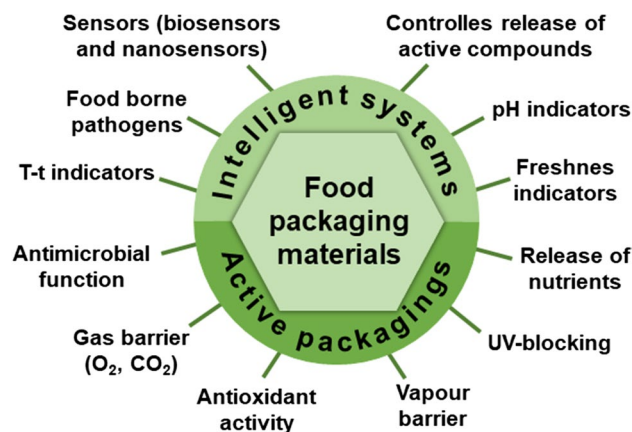 Sensors (biosensors
and nanosensors)
Controlles release of
active compounds
Food borne
pathogens
pH indicators
T-t indicators
Freshnes
indicators
Intelligent systems
Food
packaging
materials
Active packagings
Antimicrobial
function
Release of
nutrients
Gas barrier
(O₂, CO₂)
UV-blocking
Antioxidant
activity
Vapour
barrier